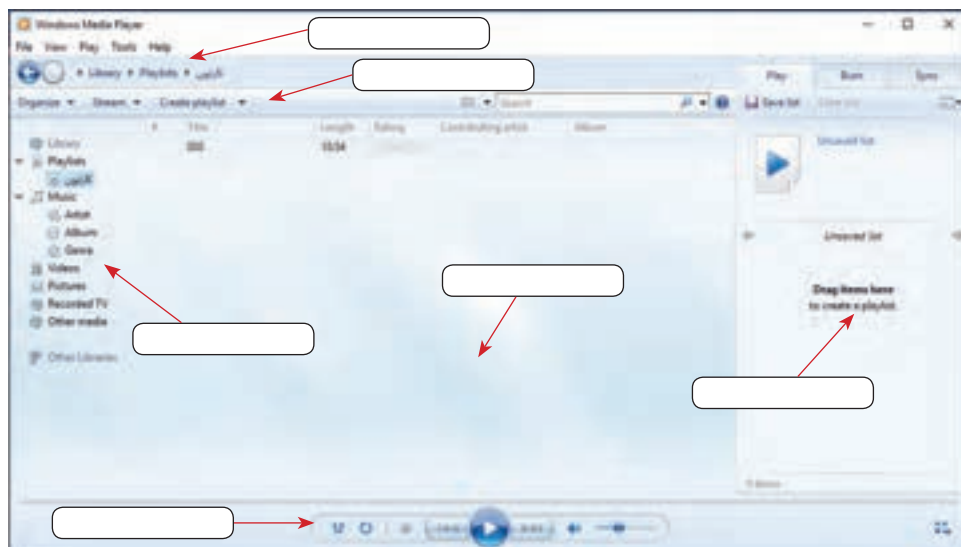 Windows Media Player
File View Play Tools Help
Library Playlists
Play Burn Sync
Organize Stream Create playlist Search Save list
Title Length Rating Contributing artist Album
Library
Playlists
Music
Artist
Album
Genre
Videos
Pictures
Recorded TV
Other media
Other Libraries
Unsaved list
Unsaved list
Drag items here
to create a playlist.